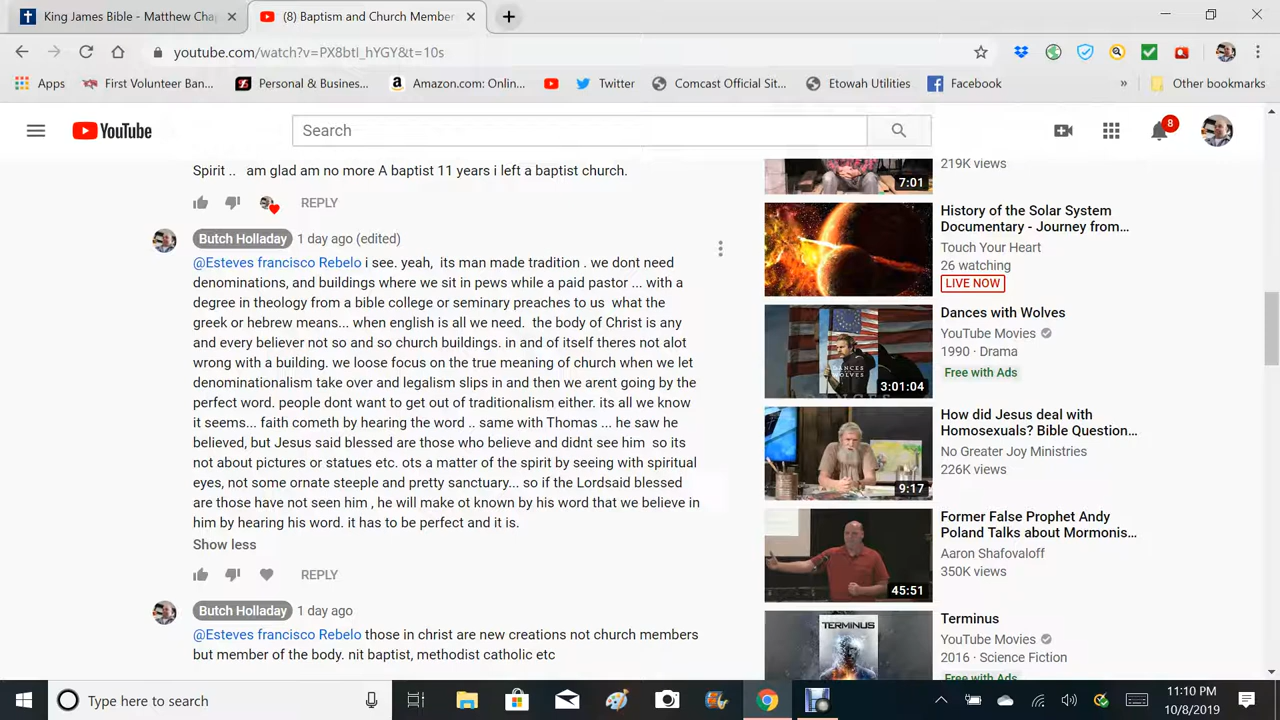 King James Bible - Matthew Cha
(8) Baptism and Church Member
youtube.com/watch?v=PX8btl_hYGY&t=10s
Apps
First Volunteer Ban...
Personal & Business...
Amazon.com: Onlin...
Twitter
Comcast Official Sit...
Etowah Utilities
Facebook
»
Other bookmarks
YouTube
Search
8
Spirit .. am glad am no more A baptist 11 years i left a baptist church.
REPLY
Butch Holladay 1 day ago (edited)
@Esteves francisco Rebelo i see. yeah, its man made tradition . we dont need
denominations, and buildings where we sit in pews while a paid pastor ... with a
degree in theology from a bible college or seminary preaches to us what the
greek or hebrew means... when english is all we need. the body of Christ is any
and every believer not so and so church buildings. in and of itself theres not alot
wrong with a building. we loose focus on the true meaning of church when we let
denominationalism take over and legalism slips in and then we arent going by the
perfect word. people dont want to get out of traditionalism either. its all we know
it seems... faith cometh by hearing the word .. same with Thomas ... he saw he
believed, but Jesus said blessed are those who believe and didnt see him so its
not about pictures or statues etc. ots a matter of the spirit by seeing with spiritual
eyes, not some ornate steeple and pretty sanctuary... so if the Lordsaid blessed
are those have not seen him , he will make ot known by his word that we believe in
him by hearing his word. it has to be perfect and it is.
Show less
REPLY
Butch Holladay 1 day ago
@Esteves francisco Rebelo those in christ are new creations not church members
but member of the body. nit baptist, methodist catholic etc
219K views
7:01
History of the Solar System
Documentary - Journey from...
Touch Your Heart
26 watching
LIVE NOW
Dances with Wolves
YouTube Movies
1990 · Drama
Free with Ads
DANCES
WOLVES
3:01:04
How did Jesus deal with
Homosexuals? Bible Question...
No Greater Joy Ministries
226K views
9:17
Former False Prophet Andy
Poland Talks about Mormonis...
Aaron Shafovaloff
350K views
45:51
Terminus
YouTube Movies
2016 · Science Fiction
Free with Ads
TERMINUS
Type here to search
11:10 PM
10/8/2019